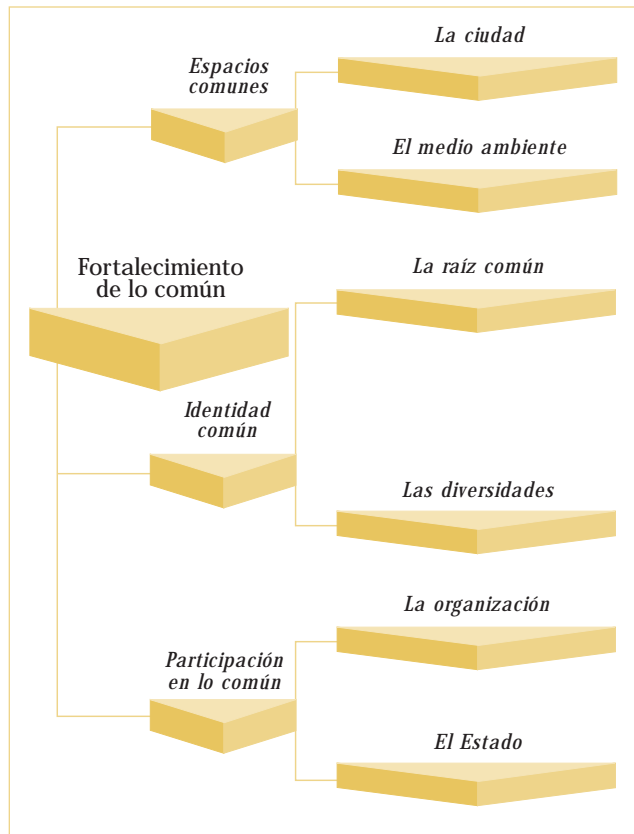 La ciudad
Espacios
comunes
El medio ambiente
Fortalecimiento
de lo común
La raíz común
Identidad
común
Las diversidades
La organización
Participación
en lo común
El Estado